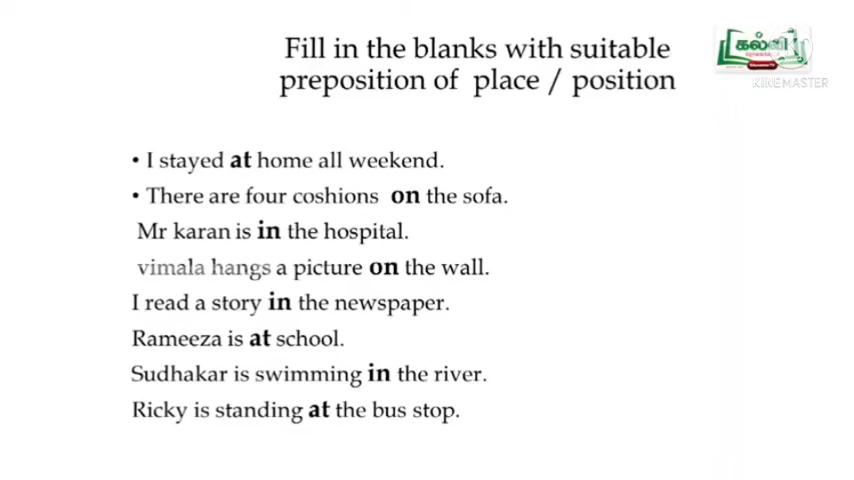 Fill in the blanks with suitable
preposition of place / position
கல்வி
KINEMASTER
• I stayed at home all weekend.
• There are four coshions on the sofa.
Mr karan is in the hospital.
vimala hangs a picture on the wall.
I read a story in the newspaper.
Rameeza is at school.
Sudhakar is swimming in the river.
Ricky is standing at the bus stop.